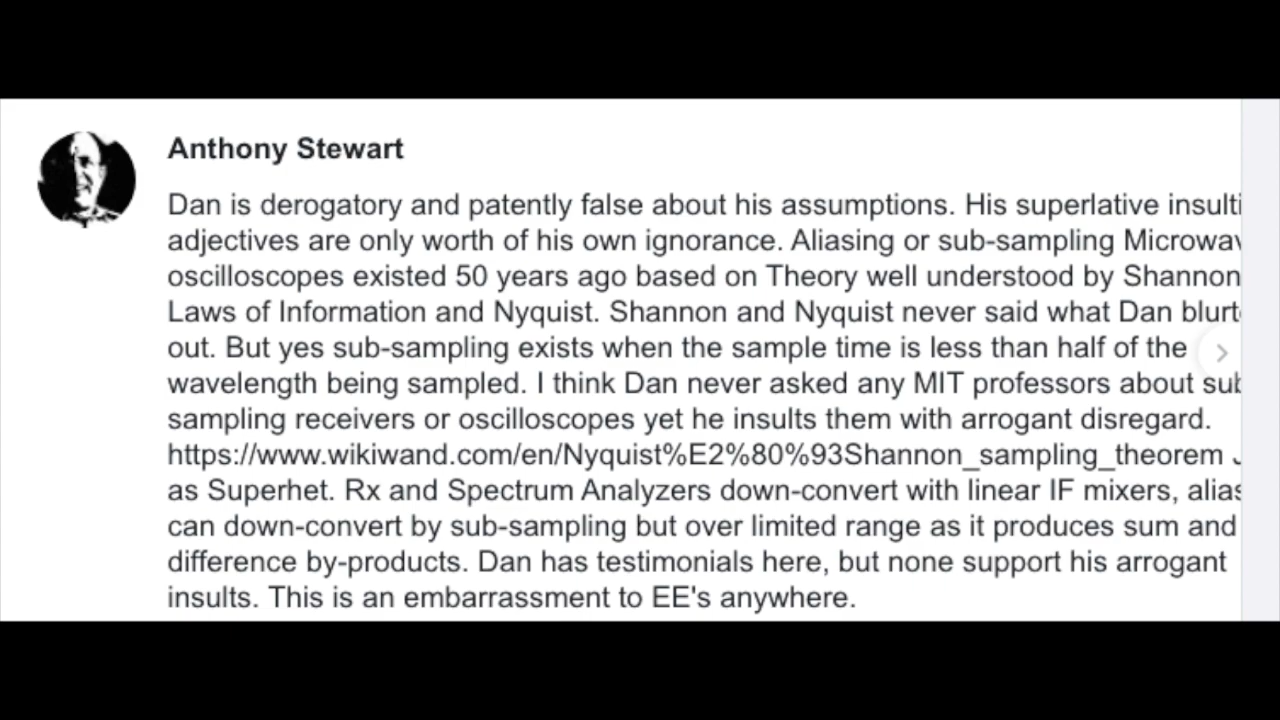 Anthony Stewart
Dan is derogatory and patently false about his assumptions. His superlative insulti
adjectives are only worth of his own ignorance. Aliasing or sub-sampling Microwav
oscilloscopes existed 50 years ago based on Theory well understood by Shannon
Laws of Information and Nyquist. Shannon and Nyquist never said what Dan blurt
out. But yes sub-sampling exists when the sample time is less than half of the
wavelength being sampled. I think Dan never asked any MIT professors about sub
sampling receivers or oscilloscopes yet he insults them with arrogant disregard.
https://www.wikiwand.com/en/Nyquist%E2%80%93Shannon_sampling_theorem
as Superhet. Rx and Spectrum Analyzers down-convert with linear IF mixers, alias
can down-convert by sub-sampling but over limited range as it produces sum and
difference by-products. Dan has testimonials here, but none support his arrogant
insults. This is an embarrassment to EE's anywhere.